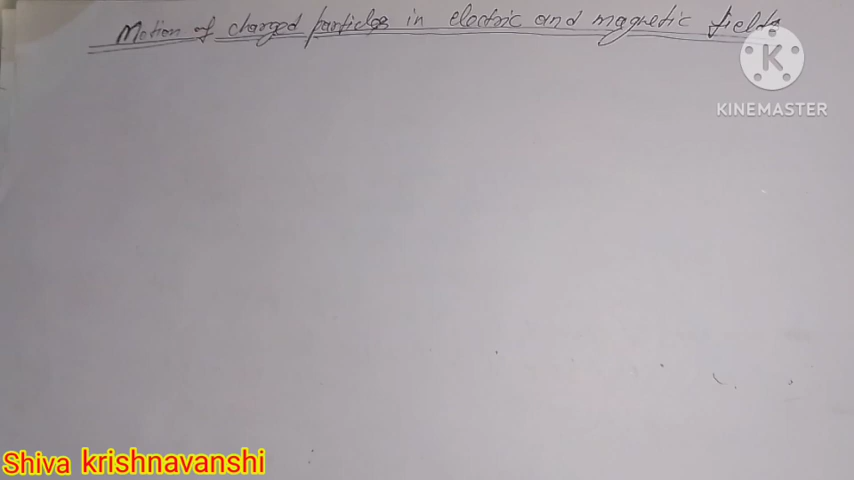 Motion of charged particles in electric and magnetic fields
K
KINEMASTER
Shiva krishnavanshi